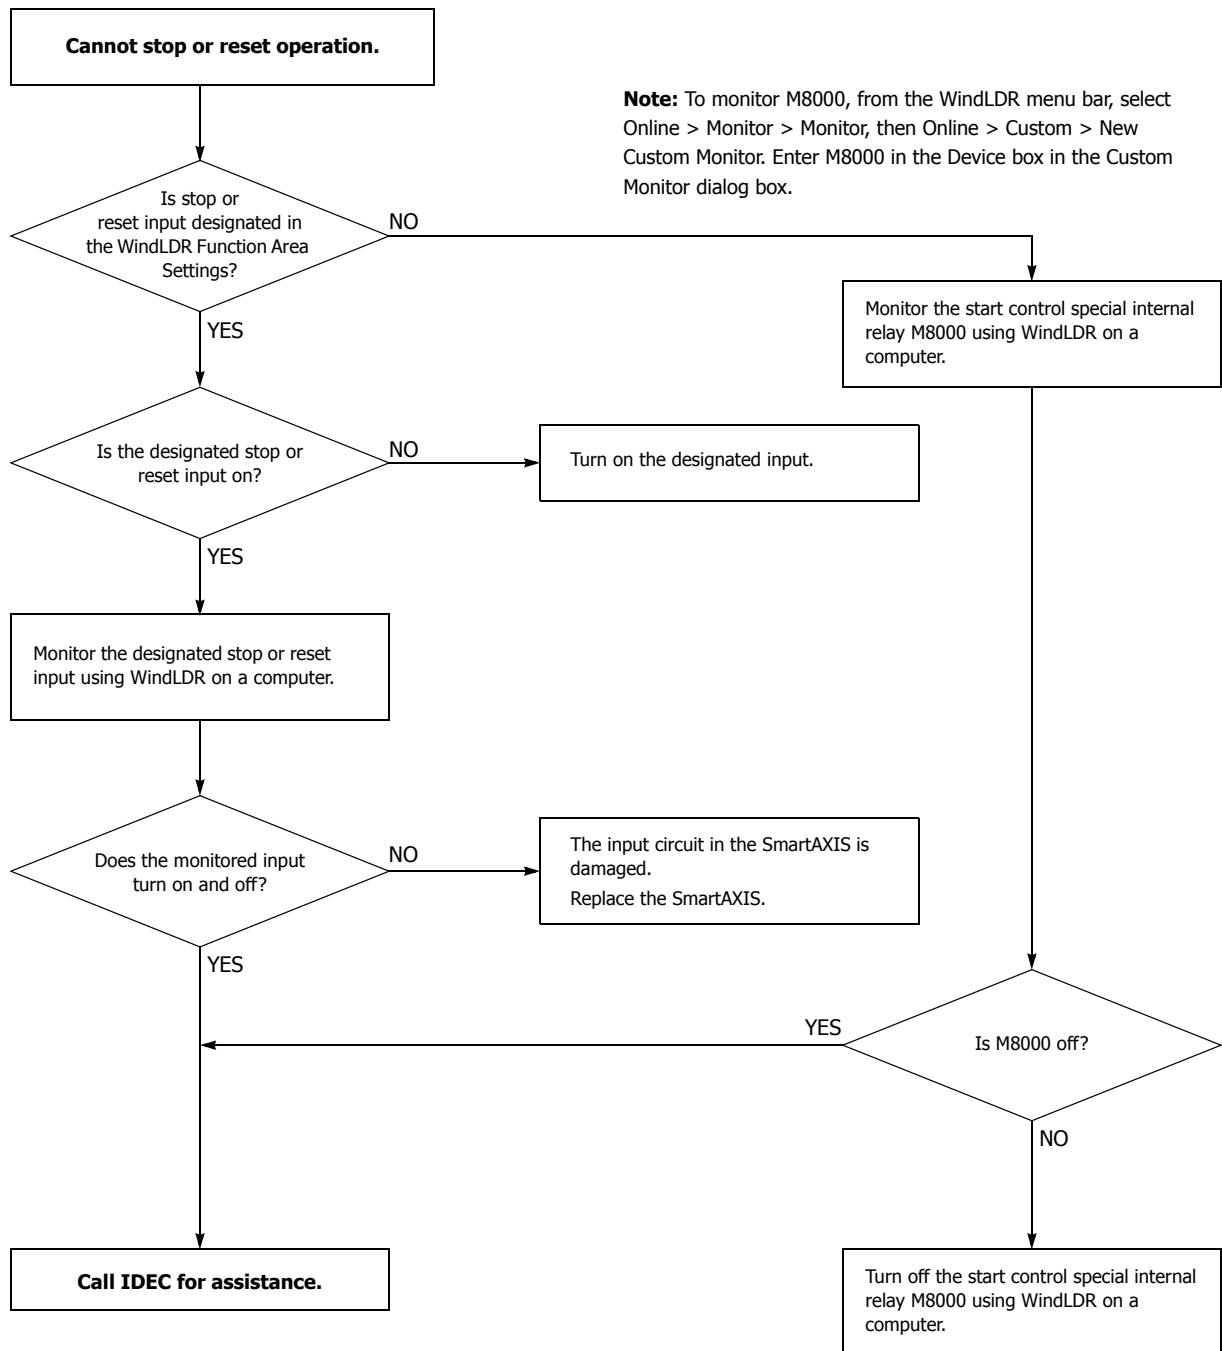 Cannot stop or reset operation.
Note: To monitor M8000, from the WindLDR menu bar, select
Online > Monitor > Monitor, then Online > Custom > New
Custom Monitor. Enter M8000 in the Device box in the Custom
Monitor dialog box.
Is stop or
reset input designated in
the WindLDR Function Area
Settings?
NO
YES
Monitor the start control special internal
relay M8000 using WindLDR on a
computer.
Is the designated stop or
reset input on?
NO
Turn on the designated input.
YES
Monitor the designated stop or reset
input using WindLDR on a computer.
Does the monitored input
turn on and off?
NO
The input circuit in the SmartAXIS is
damaged.
Replace the SmartAXIS.
YES
YES
Is M8000 off?
NO
Call IDEC for assistance.
Turn off the start control special internal
relay M8000 using WindLDR on a
computer.